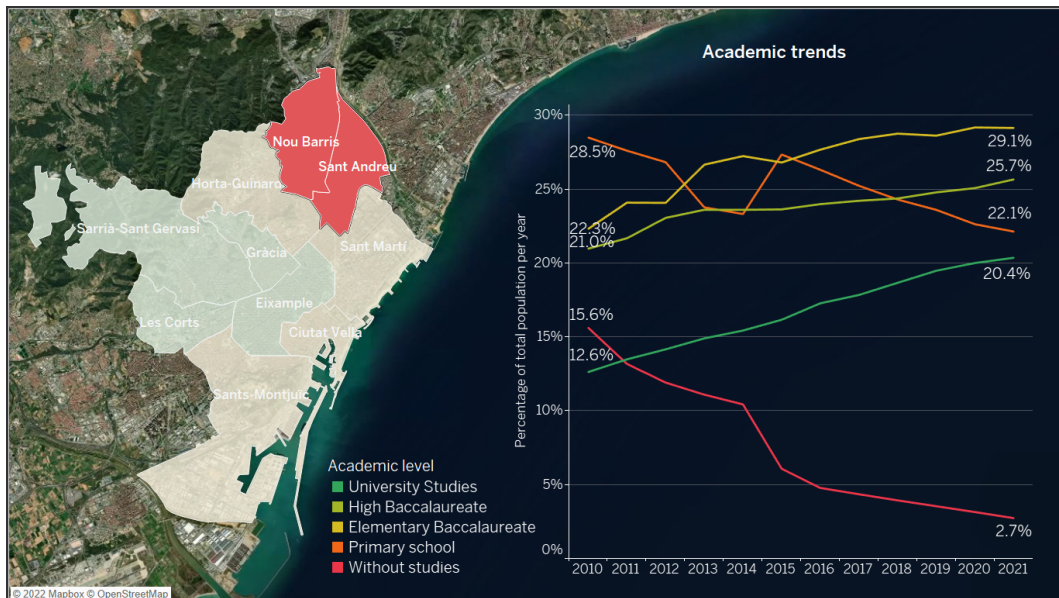 Academic trends
Nou Barris
Sant Andreu
Horta-Guinardó
Sarrià-Sant Gervasi
Gràcia
Sant Martí
Eixample
Les Corts
Ciutat Vella
Sants-Montjuïc
Academic level
University Studies
High Baccalaureate
Elementary Baccalaureate
Primary school
Without studies
Percentage of total population per year
30%
25%
20%
15%
10%
5%
0%
28.5%
22.3%
21.0%
15.6%
12.6%
29.1%
25.7%
22.1%
20.4%
2.7%
2010 2011 2012 2013 2014 2015 2016 2017 2018 2019 2020 2021
© 2022 Mapbox © OpenStreetMap